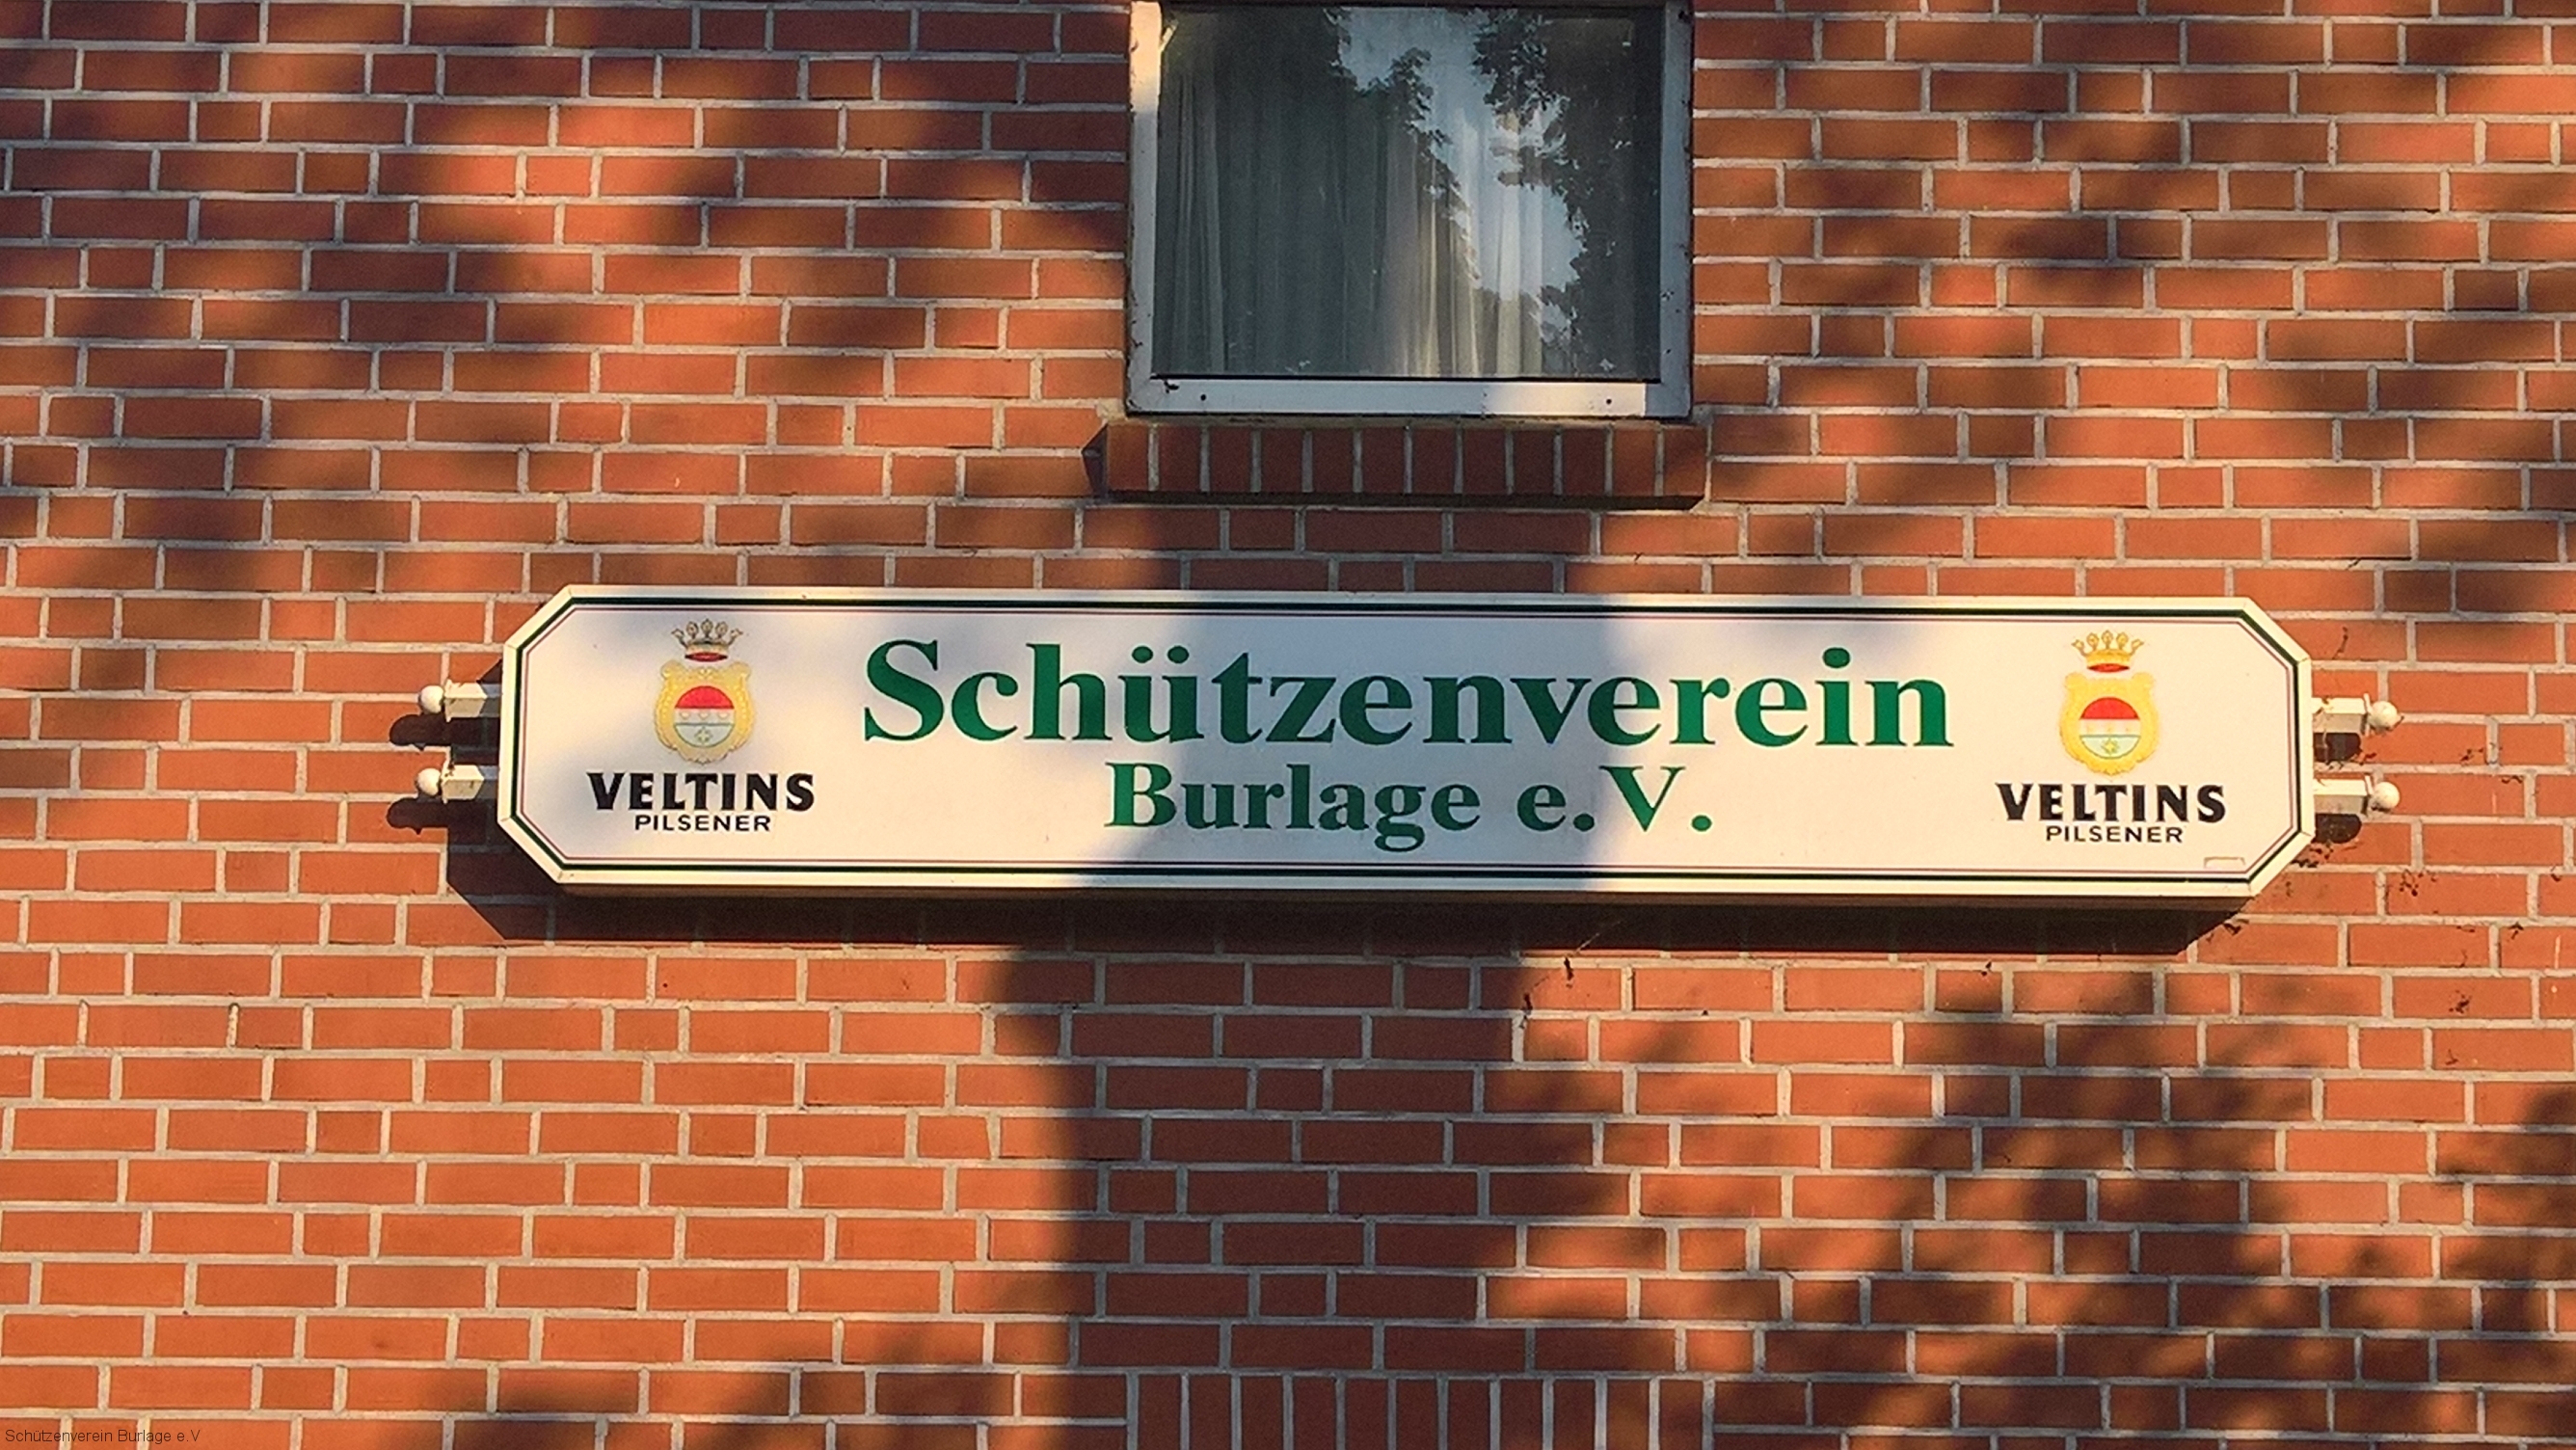 Schützenverein
Burlage e.V.
VELTINS
PILSENER
VELTINS
PILSENER
Schützenverein Burlage e.V